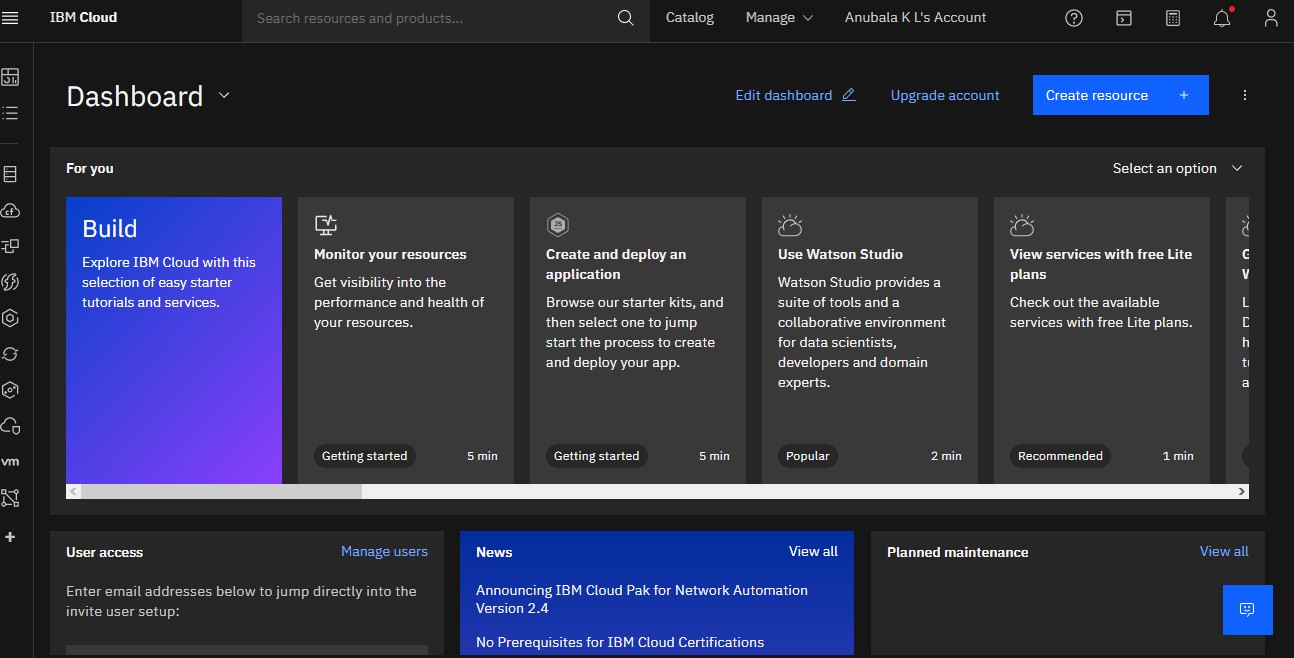 IBM Cloud
Search resources and products...
Catalog
Manage
Anubala K L's Account
Dashboard
Edit dashboard
Upgrade account
Create resource +
For you
Select an option
Build
Explore IBM Cloud with this
selection of easy starter
tutorials and services.
Monitor your resources
Get visibility into the
performance and health of
your resources.
Getting started
5 min
Create and deploy an
application
Browse our starter kits, and
then select one to jump
start the process to create
and deploy your app.
Getting started
5 min
Use Watson Studio
Watson Studio provides a
suite of tools and a
collaborative environment
for data scientists,
developers and domain
experts.
Popular
2 min
View services with free Lite
plans
Check out the available
services with free Lite plans.
Recommended
1 min
vm
User access
Manage users
Enter email addresses below to jump directly into the
invite user setup:
News
View all
Announcing IBM Cloud Pak for Network Automation
Version 2.4
No Prerequisites for IBM Cloud Certifications
Planned maintenance
View all